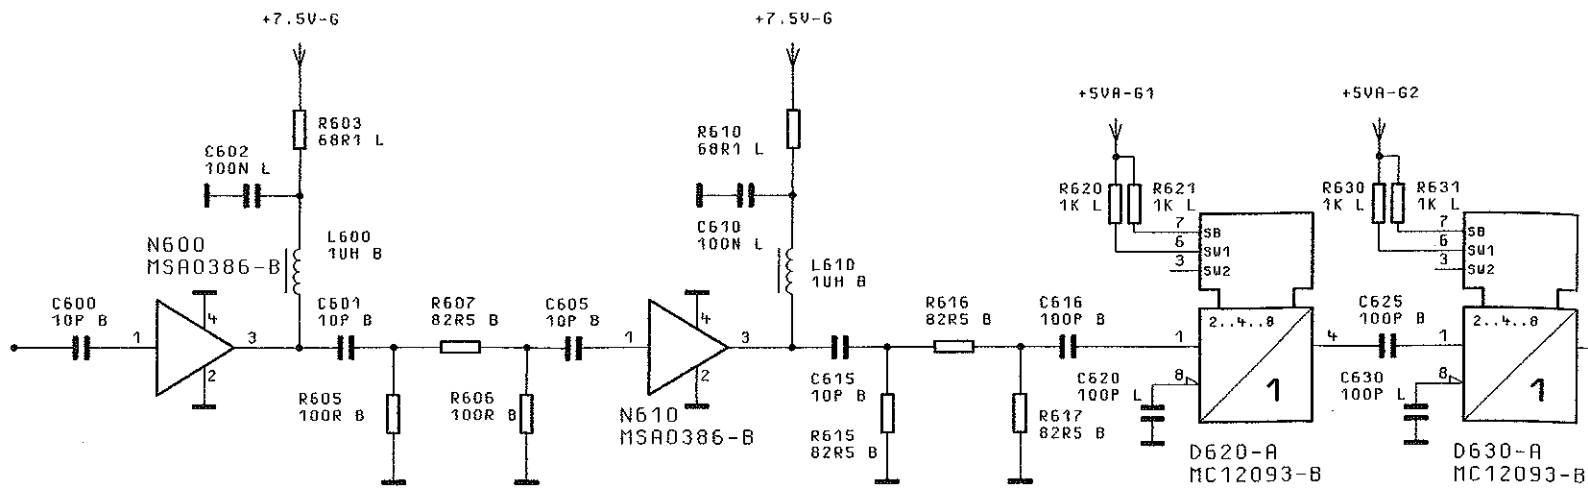 +7.5V-G
+7.5V-G
+5VA-G1
+5VA-G2
R603
68R1 L
R610
68R1 L
C602
100N L
R620
1K L
R621
1K L
R630
1K L
R631
1K L
C610
100N L
7
SB
6
SW1
3
SW2
7
SB
6
SW1
3
SW2
N600
MSA0386-B
L600
1UH B
L610
1UH B
C600
10P B
C601
10P B
R607
82R5 B
C605
10P B
R616
82R5 B
C616
100P B
C625
100P B
2..4..8
2..4..8
1
4
3
2
1
4
3
2
1
4
1
8
1
8
1
R605
100R B
R606
100R B
N610
MSA0386-B
C615
10P B
R615
82R5 B
R617
82R5 B
C620
100P L
C630
100P L
D620-A
MC12093-B
D630-A
MC12093-B